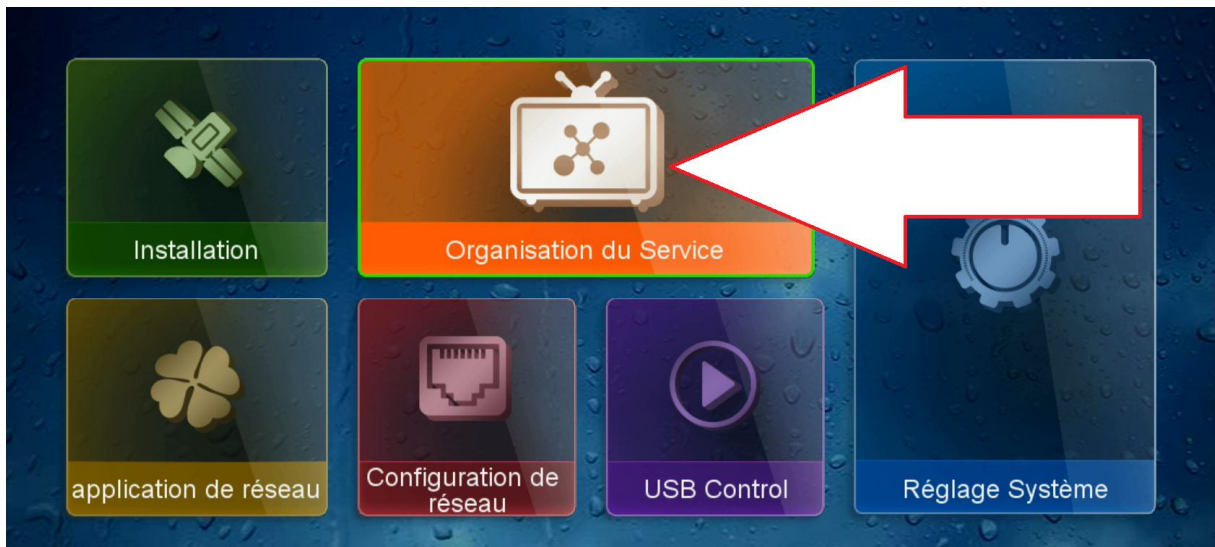 Installation
Organisation du Service
application de réseau
Configuration de
réseau
USB Control
Réglage Système